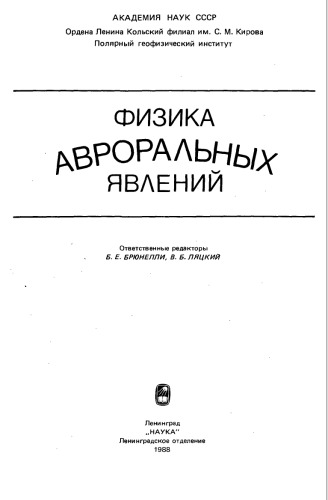 АКАДЕМИЯ НАУК СССР
Ордена Ленина Кольский филиал им. С. М. Кирова
Полярный геофизический институт
ФИЗИКА
АВРОРАЛЬНЫХ
ЯВЛЕНИЙ
Ответственные редакторы
Б. Е. БРЮНЕЛЛИ, В. Б. ЛЯЦКИЙ
Ленинград
„НАУКА"
Ленинградское отделение
1988